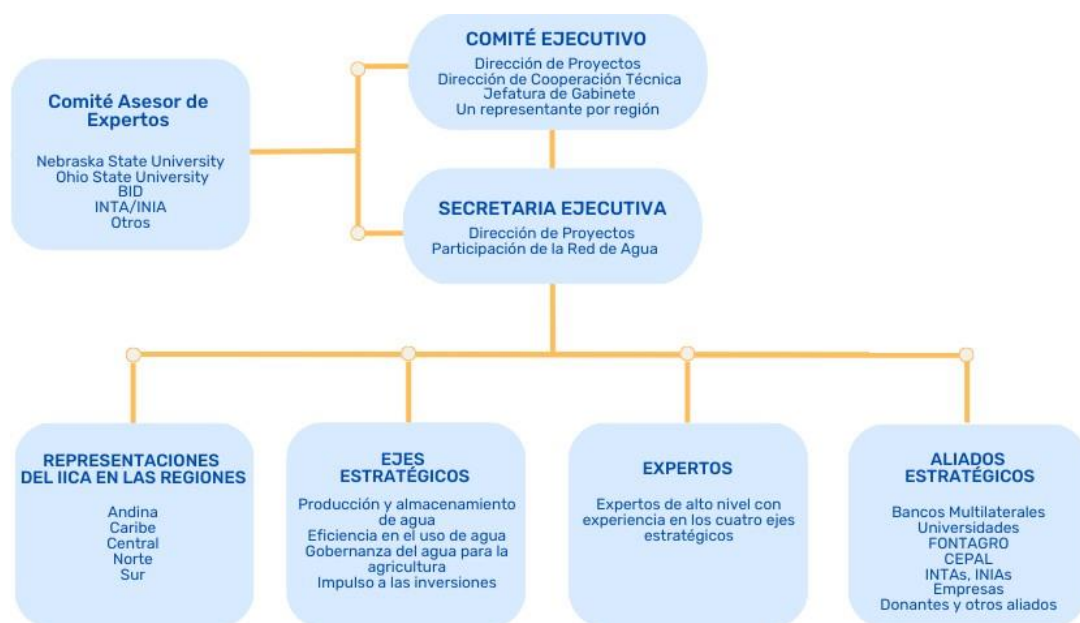 COMITÉ EJECUTIVO
Dirección de Proyectos
Dirección de Cooperación Técnica
Jefatura de Gabinete
Un representante por región
Comité Asesor de
Expertos
Nebraska State University
Ohio State University
BID
INTA/INIA
Otros
SECRETARIA EJECUTIVA
Dirección de Proyectos
Participación de la Red de Agua
REPRESENTACIONES
DEL IICA EN LAS REGIONES
Andina
Caribe
Central
Norte
Sur
EJES
ESTRATÉGICOS
Producción y almacenamiento
de agua
Eficiencia en el uso de agua
Gobernanza del agua para la
agricultura
Impulso a las inversiones
EXPERTOS
Expertos de alto nivel con
experiencia en los cuatro ejes
estratégicos
ALIADOS
ESTRATÉGICOS
Bancos Multilaterales
Universidades
FONTAGRO
CEPAL
INTAs, INIAs
Empresas
Donantes y otros aliados